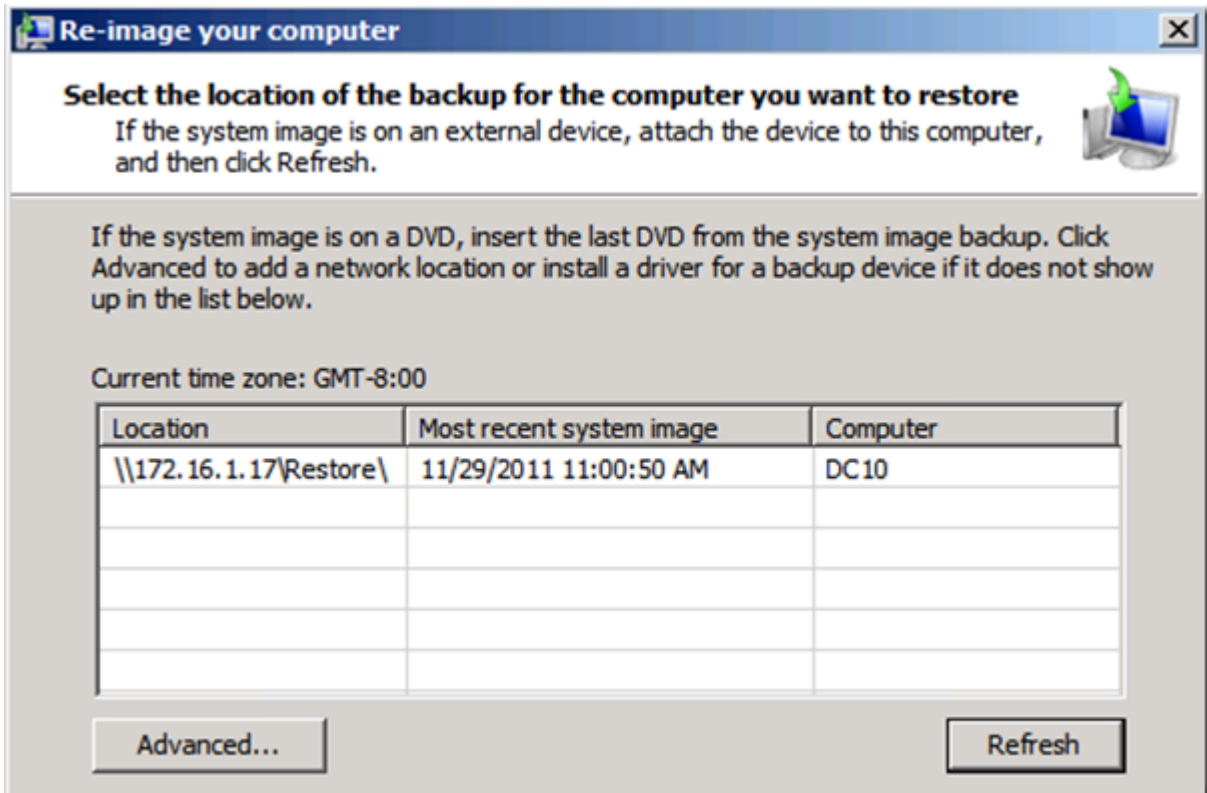 Re-image your computer
Select the location of the backup for the computer you want to restore
If the system image is on an external device, attach the device to this computer,
and then click Refresh.
If the system image is on a DVD, insert the last DVD from the system image backup. Click
Advanced to add a network location or install a driver for a backup device if it does not show
up in the list below.
Current time zone: GMT-8:00
Location Most recent system image Computer
\\172.16.1.17\Restore\ 11/29/2011 11:00:50 AM DC10
Advanced... Refresh